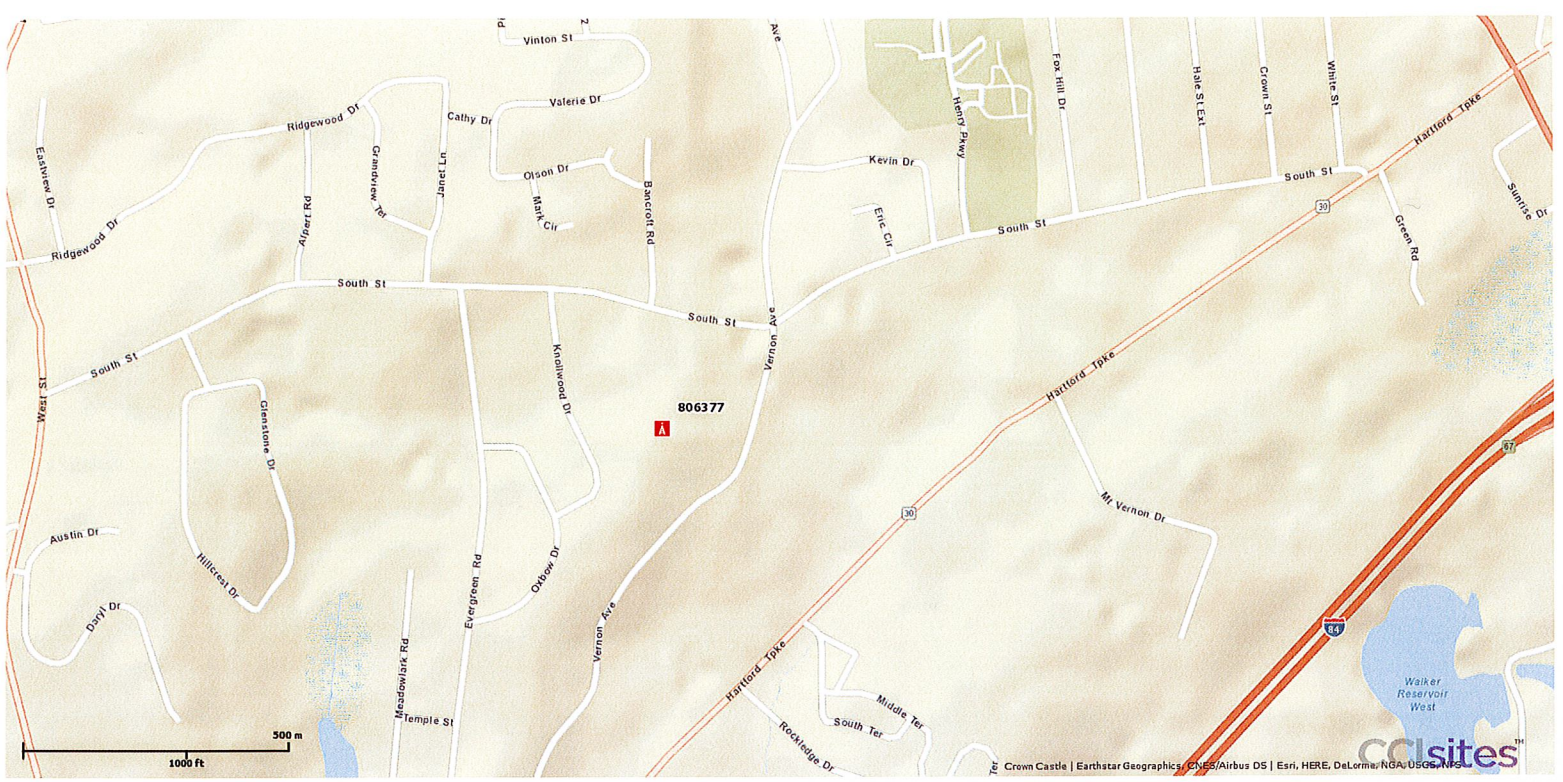 Vinton St
Ave
Valerie Dr
Cathy Dr
Ridgewood Dr
Fox Hill Dr
Hale St Ext
Crown St
White St
Hartford Tpke
Henry Pkwy
Eastview Dr
Grandview Ter
Janet Ln
Olson Dr
Kevin Dr
South St
Mark Cir
Bancroft Rd
Alpert Rd
Eric Cir
Sunrise Dr
30
Green Rd
Ridgewood Dr
South St
South St
South St
Vernon Ave
South St
West St
Knollwood Dr
Hartford Tpke
Glenstone Dr
806377
67
30
Mt Vernon Dr
Austin Dr
Hillcrest Dr
Oxbow Dr
Evergreen Rd
Daryl Dr
Vernon Ave
84
Meadowlark Rd
Hartford Tpke
Walker
Reservoir
West
Temple St
Middle Ter
South Ter
Rockledge Dr
Ter
500 m
1000 ft
CCIsites™
Crown Castle | Earthstar Geographics, CNES/Airbus DS | Esri, HERE, DeLorme, NGA, USGS, NPS